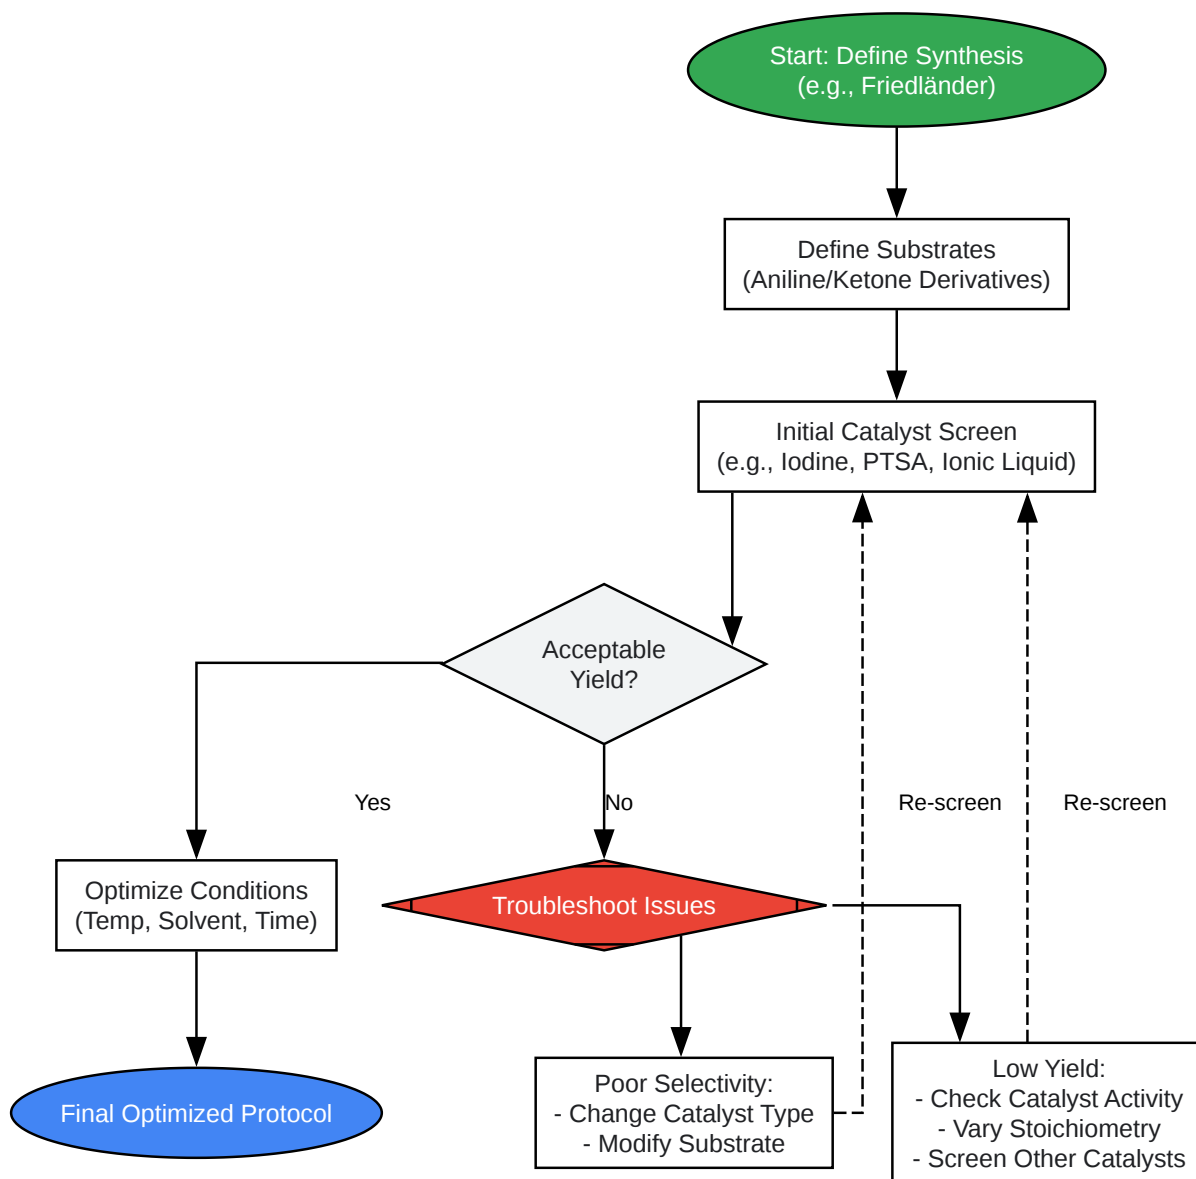 Start: Define Synthesis
(e.g., Friedländer)
Define Substrates
(Aniline/Ketone Derivatives)
Initial Catalyst Screen
(e.g., Iodine, PTSA, Ionic Liquid)
Acceptable
Yield?
Yes
No
Re-screen
Re-screen
Optimize Conditions
(Temp, Solvent, Time)
Troubleshoot Issues
Final Optimized Protocol
Poor Selectivity:
- Change Catalyst Type
- Modify Substrate
Low Yield:
- Check Catalyst Activity
- Vary Stoichiometry
- Screen Other Catalysts